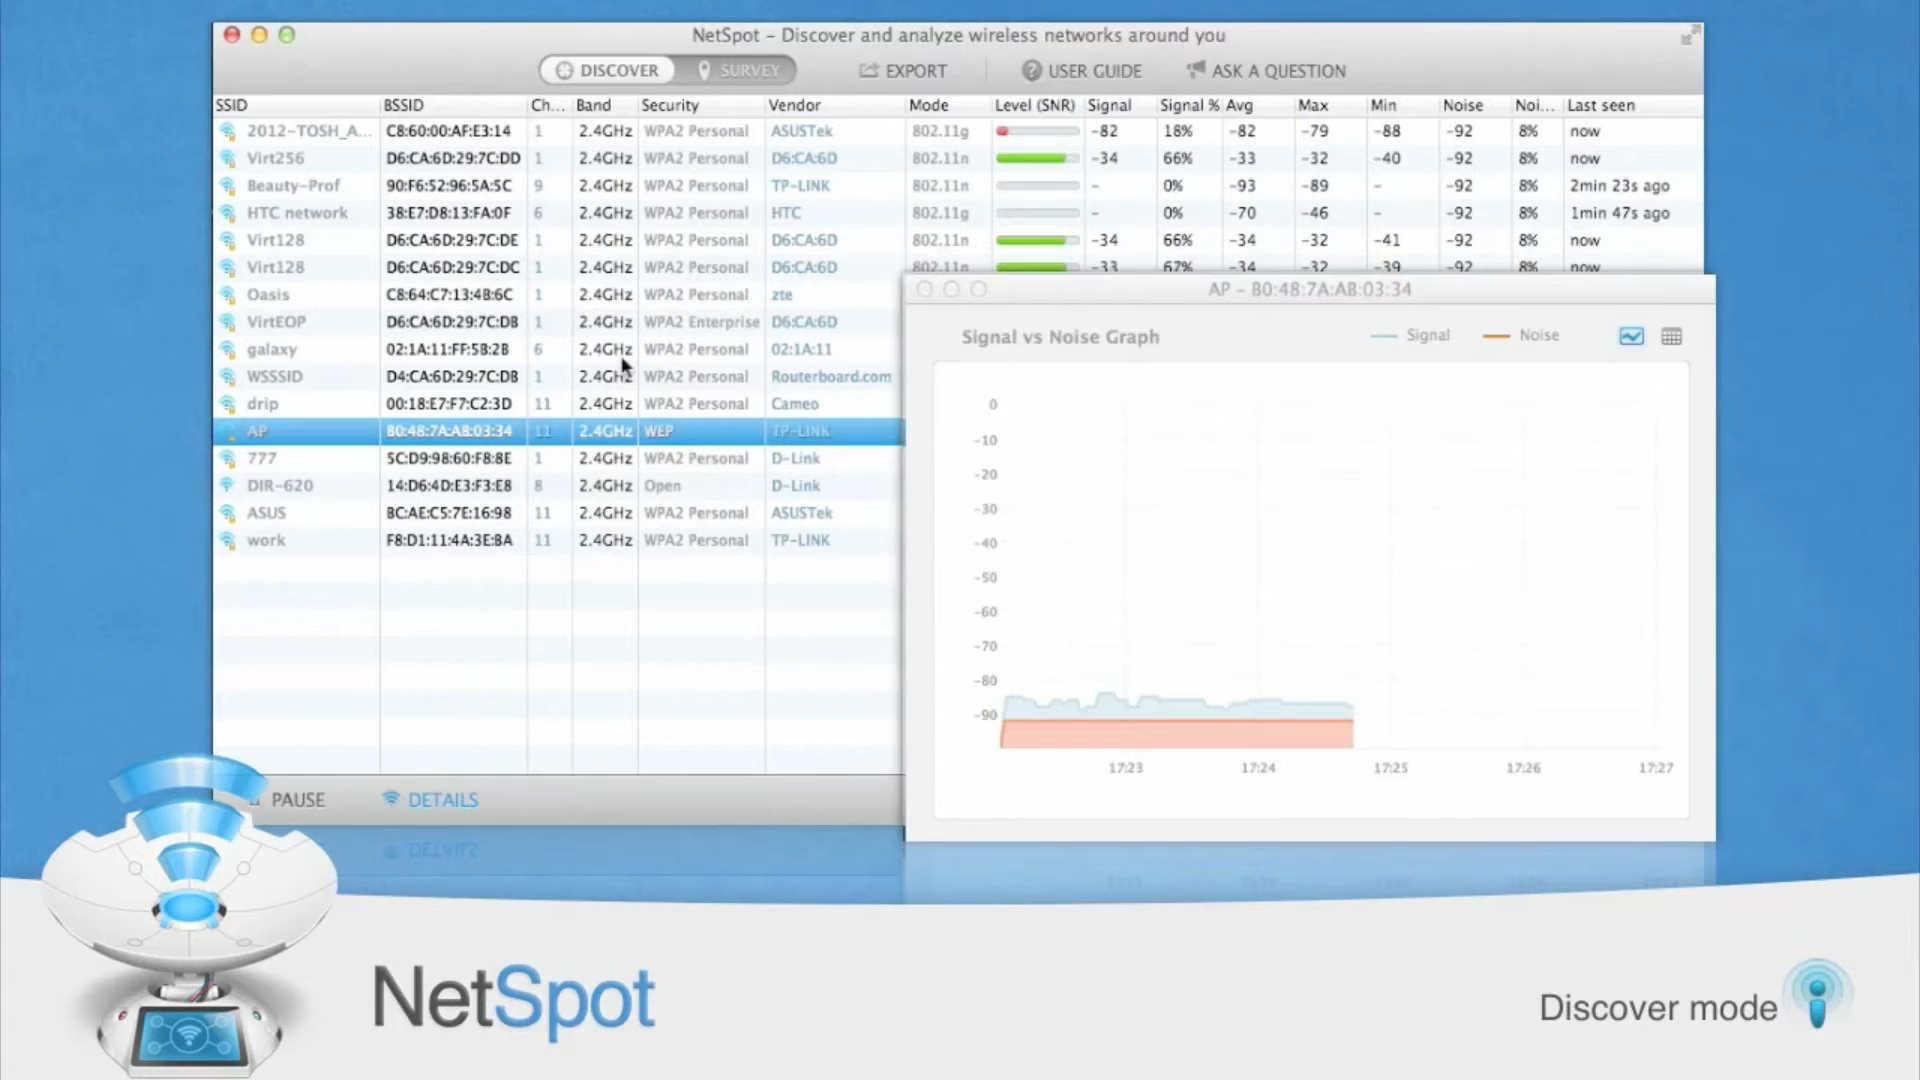 NetSpot – Discover and analyze wireless networks around you
DISCOVER SURVEY EXPORT USER GUIDE ASK A QUESTION
SSID BSSID Ch... Band Security Vendor Mode Level (SNR) Signal Signal % Avg Max Min Noise Noi... Last seen
2012-TOSH_A... C8:60:00:AF:E3:14 1 2.4GHz WPA2 Personal ASUSTek 802.11g -82 18% -82 -79 -88 -92 8% now
Virt256 D6:CA:6D:29:7C:DD 1 2.4GHz WPA2 Personal D6:CA:6D 802.11n -34 66% -33 -32 -40 -92 8% now
Beauty-Prof 90:F6:52:96:5A:5C 9 2.4GHz WPA2 Personal TP-LINK 802.11n - 0% -93 -89 - -92 8% 2min 23s ago
HTC network 38:E7:D8:13:FA:0F 6 2.4GHz WPA2 Personal HTC 802.11g - 0% -70 -46 - -92 8% 1min 47s ago
Virt128 D6:CA:6D:29:7C:DE 1 2.4GHz WPA2 Personal D6:CA:6D 802.11n -34 66% -34 -32 -41 -92 8% now
Virt128 D6:CA:6D:29:7C:DC 1 2.4GHz WPA2 Personal D6:CA:6D 802.11n -33 67% -34 -32 -39 -92 8% now
Oasis C8:64:C7:13:4B:6C 1 2.4GHz WPA2 Personal zte
VirtEOP D6:CA:6D:29:7C:DB 1 2.4GHz WPA2 Enterprise D6:CA:6D
galaxy 02:1A:11:FF:5B:2B 6 2.4GHz WPA2 Personal 02:1A:11
WSSSID D4:CA:6D:29:7C:DB 1 2.4GHz WPA2 Personal Routerboard.com
drip 00:18:E7:F7:C2:3D 11 2.4GHz WPA2 Personal Cameo
AP 80:48:7A:A8:03:34 11 2.4GHz WEP TP-LINK
777 5C:D9:98:60:F8:8E 1 2.4GHz WPA2 Personal D-Link
DIR-620 14:D6:4D:E3:F3:E8 8 2.4GHz Open D-Link
ASUS BC:AE:C5:7E:16:98 11 2.4GHz WPA2 Personal ASUSTek
work F8:D1:11:4A:3E:BA 11 2.4GHz WPA2 Personal TP-LINK
AP – 80:48:7A:A8:03:34
Signal vs Noise Graph Signal Noise
0
-10
-20
-30
-40
-50
-60
-70
-80
-90
17:23 17:24 17:25 17:26 17:27
PAUSE DETAILS
NetSpot
Discover mode